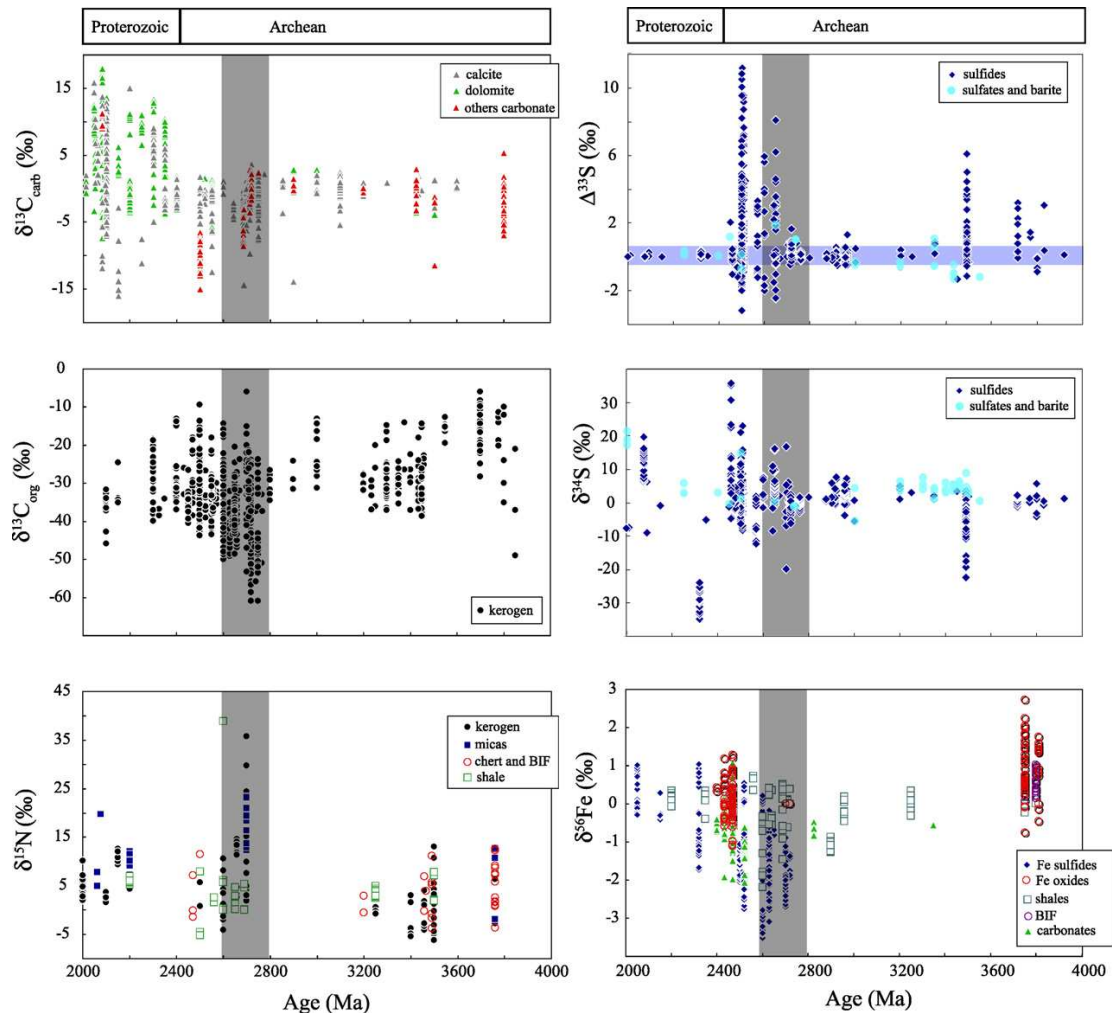 Proterozoic Archean
15
5
-5
-15
δ¹³C_carb (‰)
calcite
dolomite
others carbonate
0
-10
-20
-30
-40
-50
-60
δ¹³C_org (‰)
kerogen
45
35
25
15
5
-5
δ¹⁵N (‰)
kerogen
micas
chert and BIF
shale
2000 2400 2800 3200 3600 4000
Age (Ma)
Proterozoic Archean
10
6
2
-2
Δ³³S (‰)
sulfides
sulfates and barite
30
20
10
0
-10
-20
-30
δ³⁴S (‰)
sulfides
sulfates and barite
3
2
1
0
-1
-2
-3
δ⁵⁶Fe (‰)
Fe sulfides
Fe oxides
shales
BIF
carbonates
2000 2400 2800 3200 3600 4000
Age (Ma)